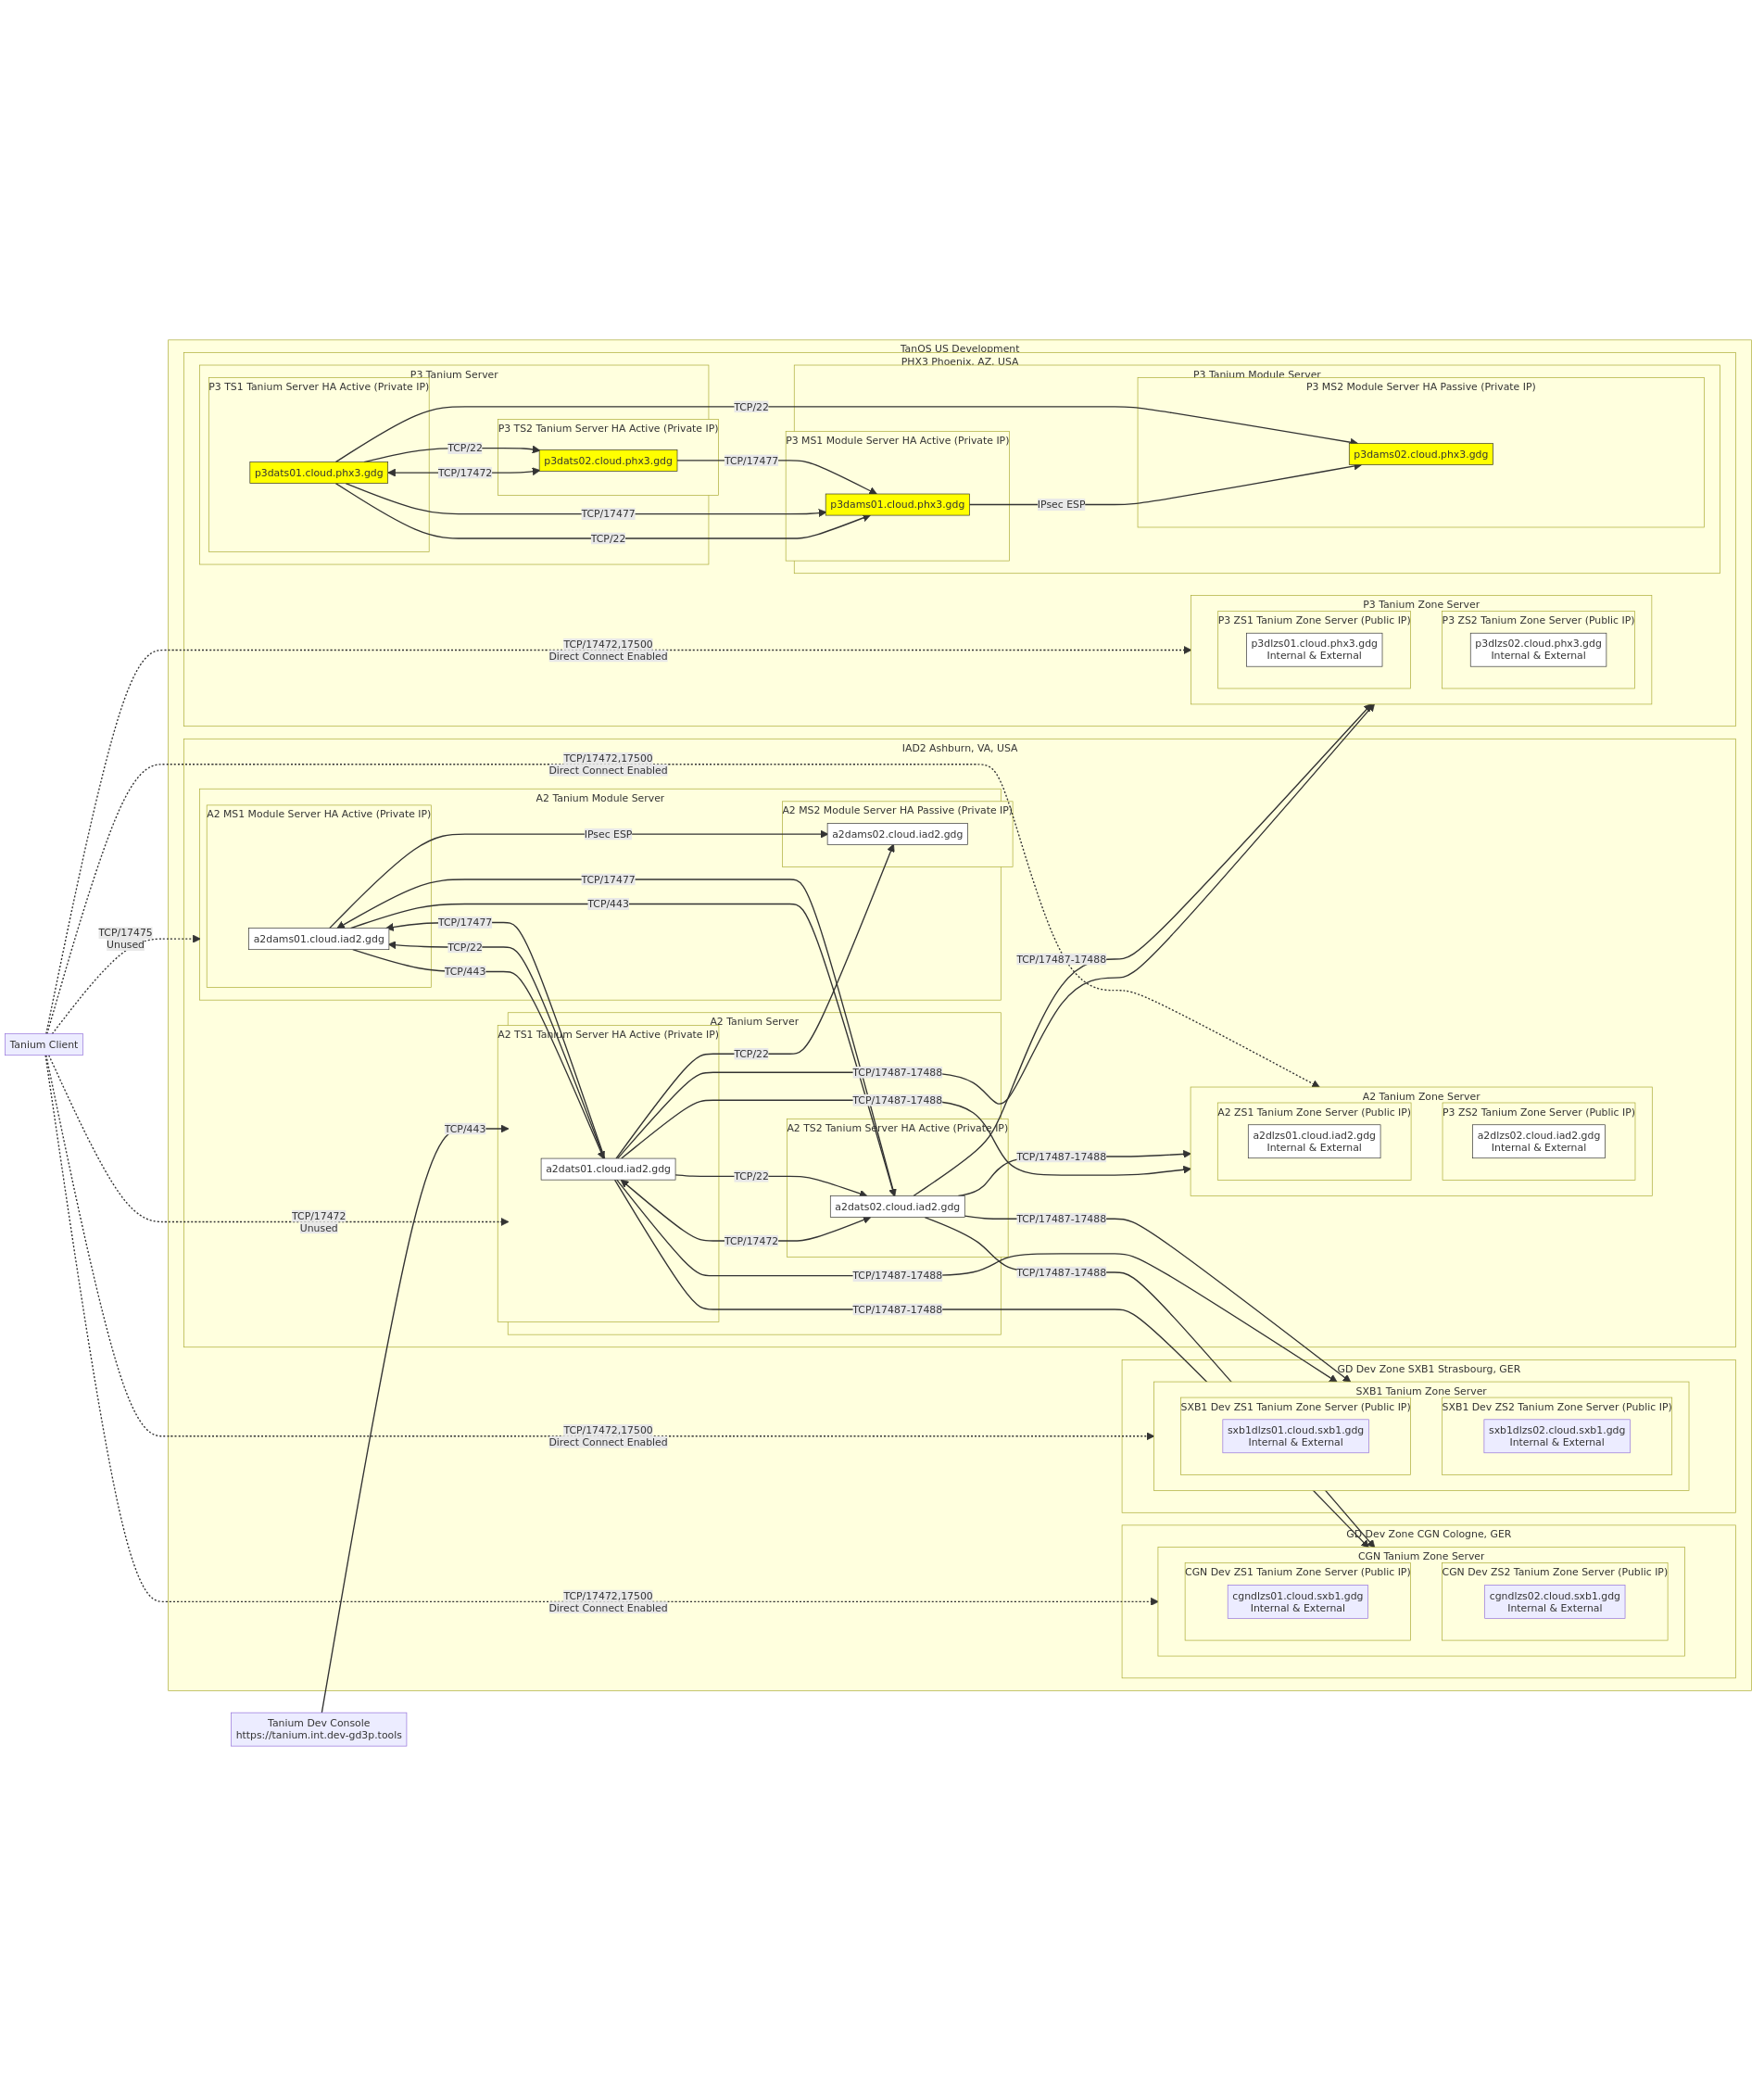 TanOS US Development
PHX3 Phoenix, AZ, USA
P3 Tanium Server
P3 Tanium Module Server
P3 TS1 Tanium Server HA Active (Private IP)
P3 MS2 Module Server HA Passive (Private IP)
TCP/22
P3 TS2 Tanium Server HA Active (Private IP)
P3 MS1 Module Server HA Active (Private IP)
TCP/22
p3dams02.cloud.phx3.gdg
p3dats02.cloud.phx3.gdg
TCP/17477
p3dats01.cloud.phx3.gdg
TCP/17472
p3dams01.cloud.phx3.gdg
IPsec ESP
TCP/17477
TCP/22
P3 Tanium Zone Server
P3 ZS1 Tanium Zone Server (Public IP)
P3 ZS2 Tanium Zone Server (Public IP)
TCP/17472,17500
Direct Connect Enabled
p3dlzs01.cloud.phx3.gdg
Internal & External
p3dlzs02.cloud.phx3.gdg
Internal & External
IAD2 Ashburn, VA, USA
TCP/17472,17500
Direct Connect Enabled
A2 Tanium Module Server
A2 MS1 Module Server HA Active (Private IP)
A2 MS2 Module Server HA Passive (Private IP)
IPsec ESP
a2dams02.cloud.iad2.gdg
TCP/17477
TCP/443
TCP/17477
TCP/17475
Unused
a2dams01.cloud.iad2.gdg
TCP/22
TCP/443
TCP/17487-17488
A2 Tanium Server
A2 TS1 Tanium Server HA Active (Private IP)
Tanium Client
TCP/22
TCP/17487-17488
TCP/17487-17488
A2 Tanium Zone Server
A2 ZS1 Tanium Zone Server (Public IP)
P3 ZS2 Tanium Zone Server (Public IP)
TCP/443
A2 TS2 Tanium Server HA Active (Private IP)
a2dlzs01.cloud.iad2.gdg
Internal & External
a2dlzs02.cloud.iad2.gdg
Internal & External
TCP/17487-17488
a2dats01.cloud.iad2.gdg
TCP/22
a2dats02.cloud.iad2.gdg
TCP/17472
Unused
TCP/17487-17488
TCP/17472
TCP/17487-17488
TCP/17487-17488
TCP/17487-17488
GD Dev Zone SXB1 Strasbourg, GER
SXB1 Tanium Zone Server
SXB1 Dev ZS1 Tanium Zone Server (Public IP)
SXB1 Dev ZS2 Tanium Zone Server (Public IP)
TCP/17472,17500
Direct Connect Enabled
sxb1dlzs01.cloud.sxb1.gdg
Internal & External
sxb1dlzs02.cloud.sxb1.gdg
Internal & External
GD Dev Zone CGN Cologne, GER
CGN Tanium Zone Server
CGN Dev ZS1 Tanium Zone Server (Public IP)
CGN Dev ZS2 Tanium Zone Server (Public IP)
TCP/17472,17500
Direct Connect Enabled
cgndlzs01.cloud.sxb1.gdg
Internal & External
cgndlzs02.cloud.sxb1.gdg
Internal & External
Tanium Dev Console
https://tanium.int.dev-gd3p.tools